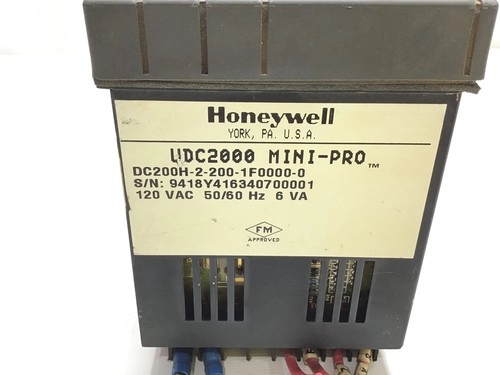 Honeywell
YORK, PA. U.S.A.
UDC2000 MINI-PRO™
DC200H-2-200-1F0000-0
S/N: 9418Y416340700001
120 VAC 50/60 Hz 6 VA
FM
APPROVED